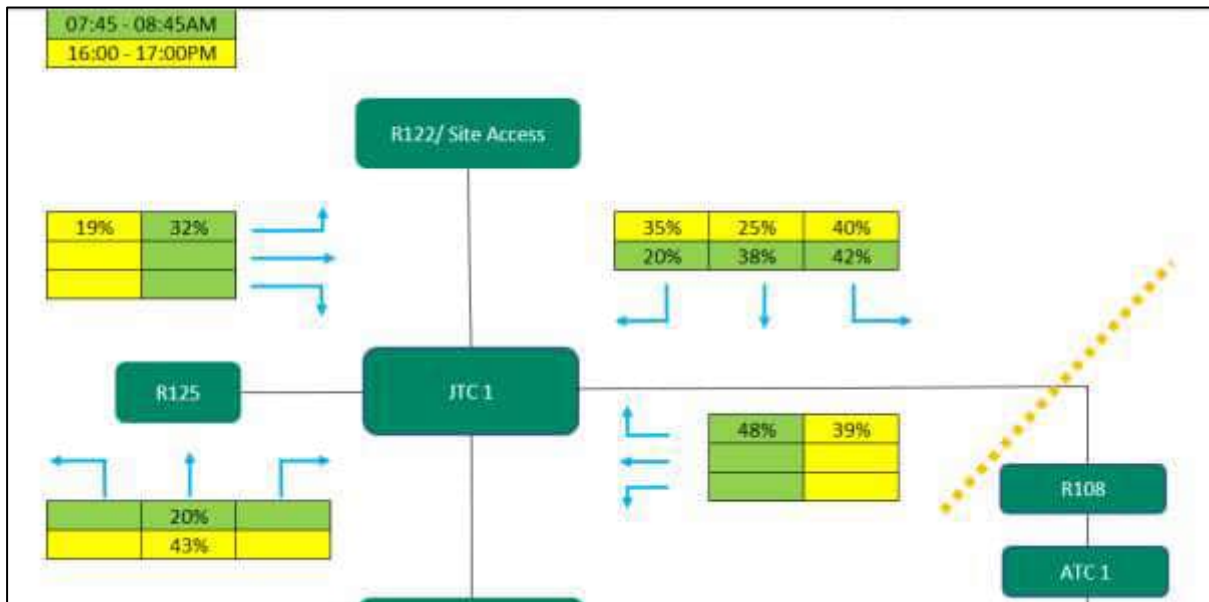 07:45 - 08:45AM
16:00 - 17:00PM
R122/ Site Access
19% 32%
35% 25% 40%
20% 38% 42%
R125
JTC 1
48% 39%
R108
20%
43%
ATC 1